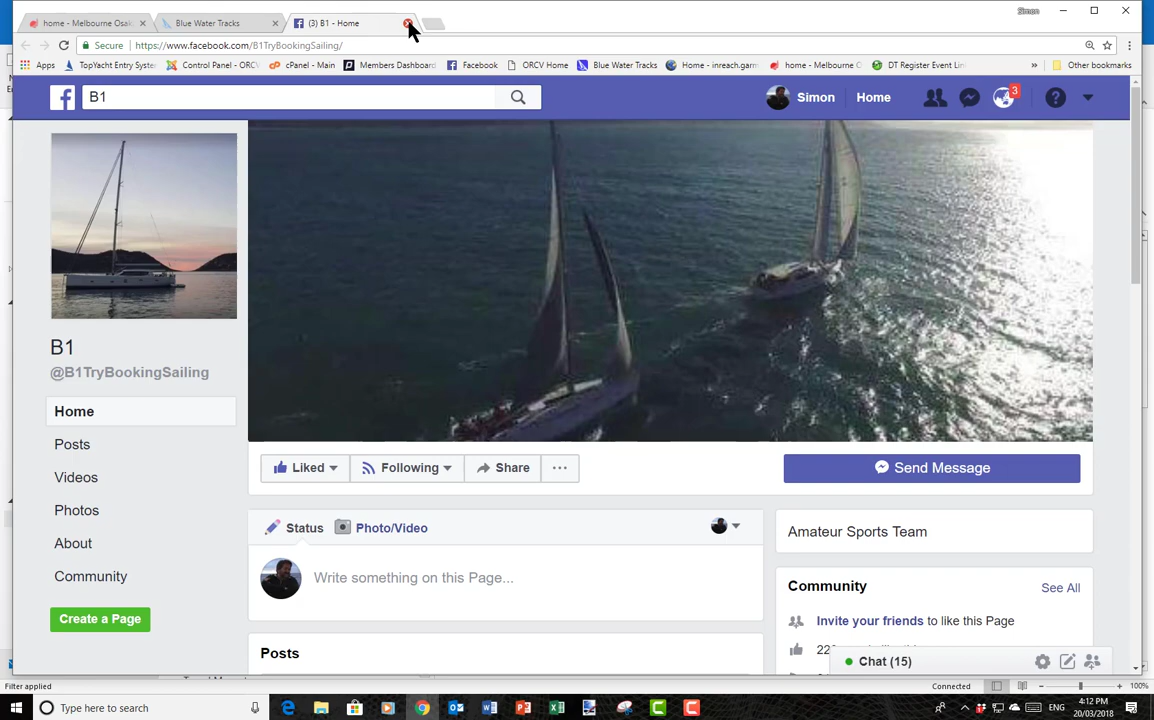 Simon
home - Melbourne Osak
Blue Water Tracks
(3) B1 - Home
Secure
https://www.facebook.com/B1TryBookingSailing/
Apps
TopYacht Entry Syste
Control Panel - ORCV
cPanel - Main
Members Dashboard
Facebook
ORCV Home
Blue Water Tracks
Home - inreach.garm
home - Melbourne O
DT Register Event Lin
»
Other bookmarks
B1
Simon
Home
3
B1
@B1TryBookingSailing
Home
Posts
Videos
Photos
About
Community
Create a Page
Liked
Following
Share
Send Message
Status
Photo/Video
Write something on this Page...
Posts
Amateur Sports Team
Community
See All
Invite your friends to like this Page
Chat (15)
Filter applied
Connected
100%
Type here to search
ENG
4:12 PM
20/03/2018